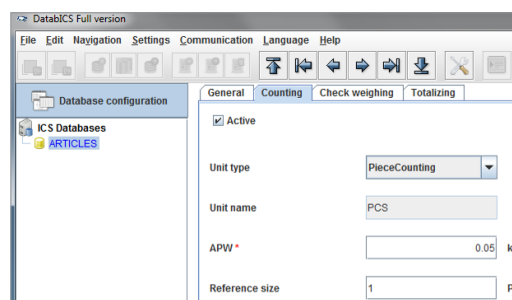 DatabICS Full version
File Edit Navigation Settings Communication Language Help
Database configuration
General Counting Check weighing Totalizing
ICS Databases
ARTICLES
Active
Unit type PieceCounting
Unit name PCS
APW * 0.05 k
Reference size 1 P